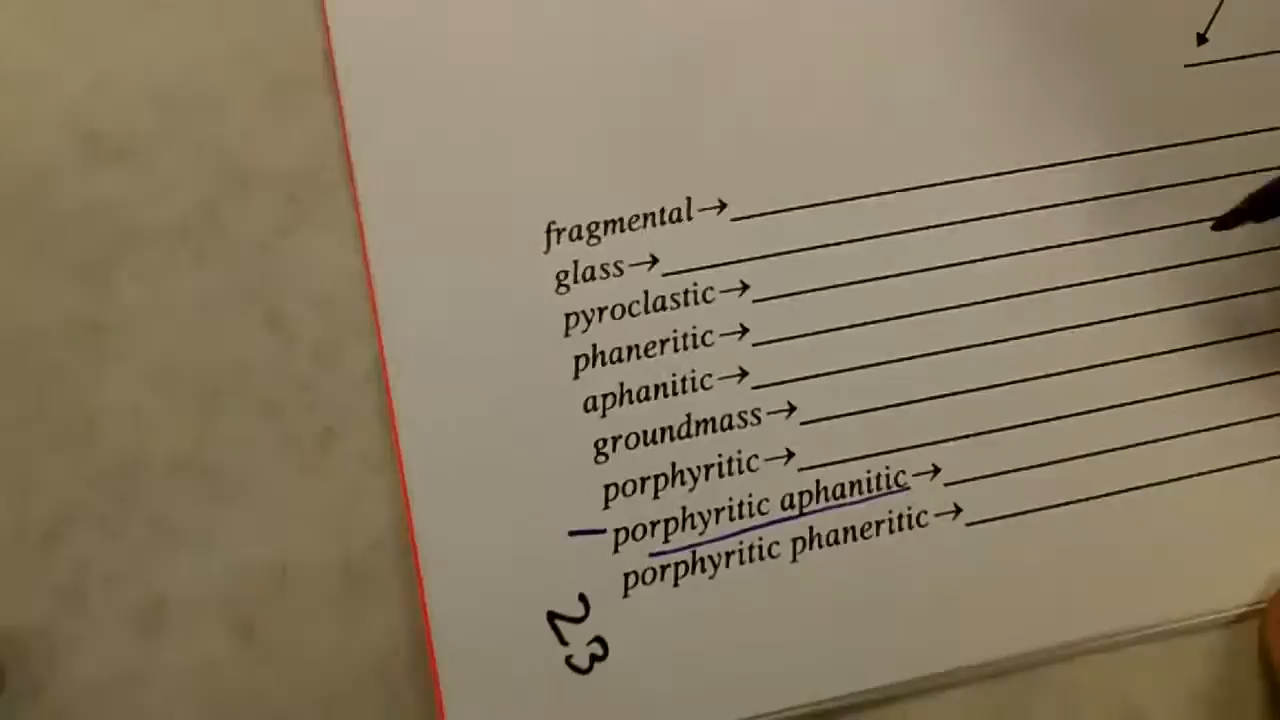 fragmental→
glass→
pyroclastic→
phaneritic→
aphanitic→
groundmass→
porphyritic→
porphyritic aphanitic→
porphyritic phaneritic→
23